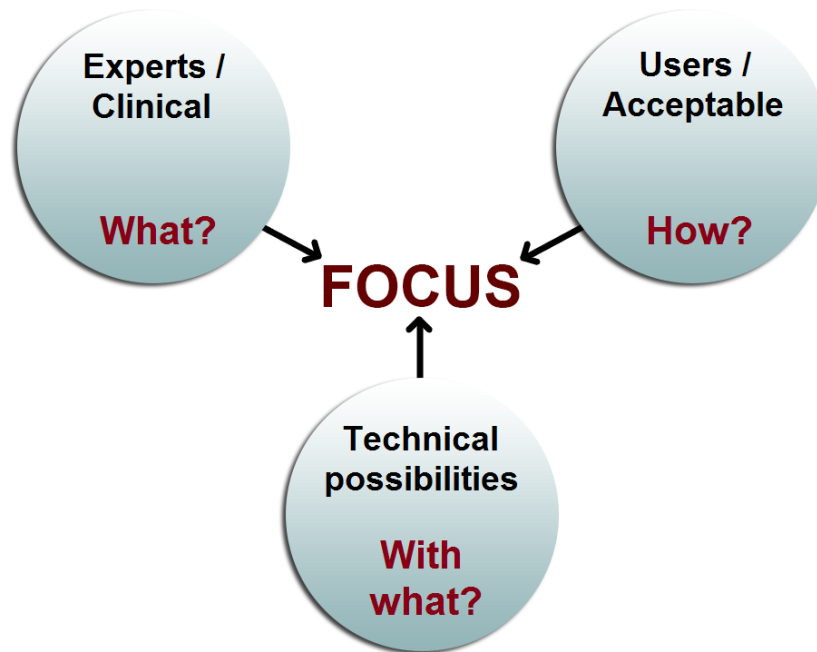 Experts /
Clinical
What?
Users /
Acceptable
How?
FOCUS
Technical
possibilities
With
what?